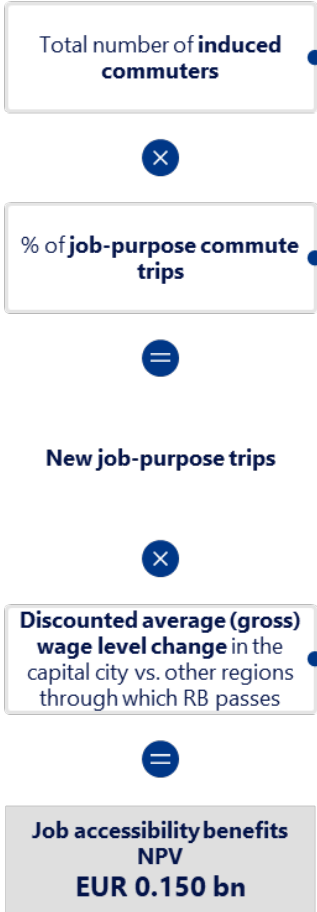 Total number of induced
commuters
×
% of job-purpose commute
trips
=
New job-purpose trips
×
Discounted average (gross)
wage level change in the
capital city vs. other regions
through which RB passes
=
Job accessibility benefits
NPV
EUR 0.150 bn